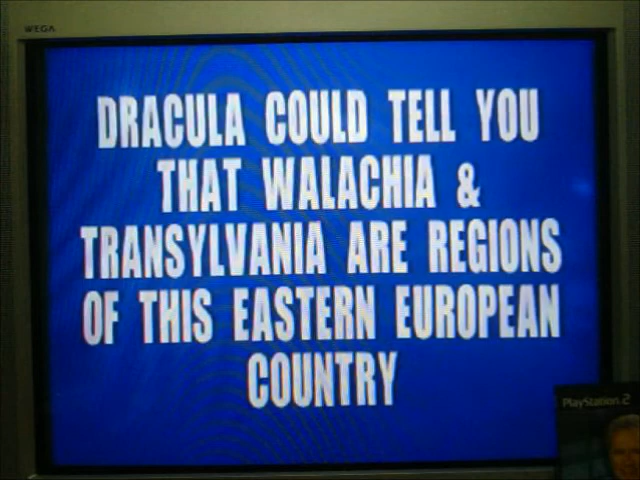 WEGA
DRACULA COULD TELL YOU
THAT WALACHIA &
TRANSYLVANIA ARE REGIONS
OF THIS EASTERN EUROPEAN
COUNTRY
PlayStation.2